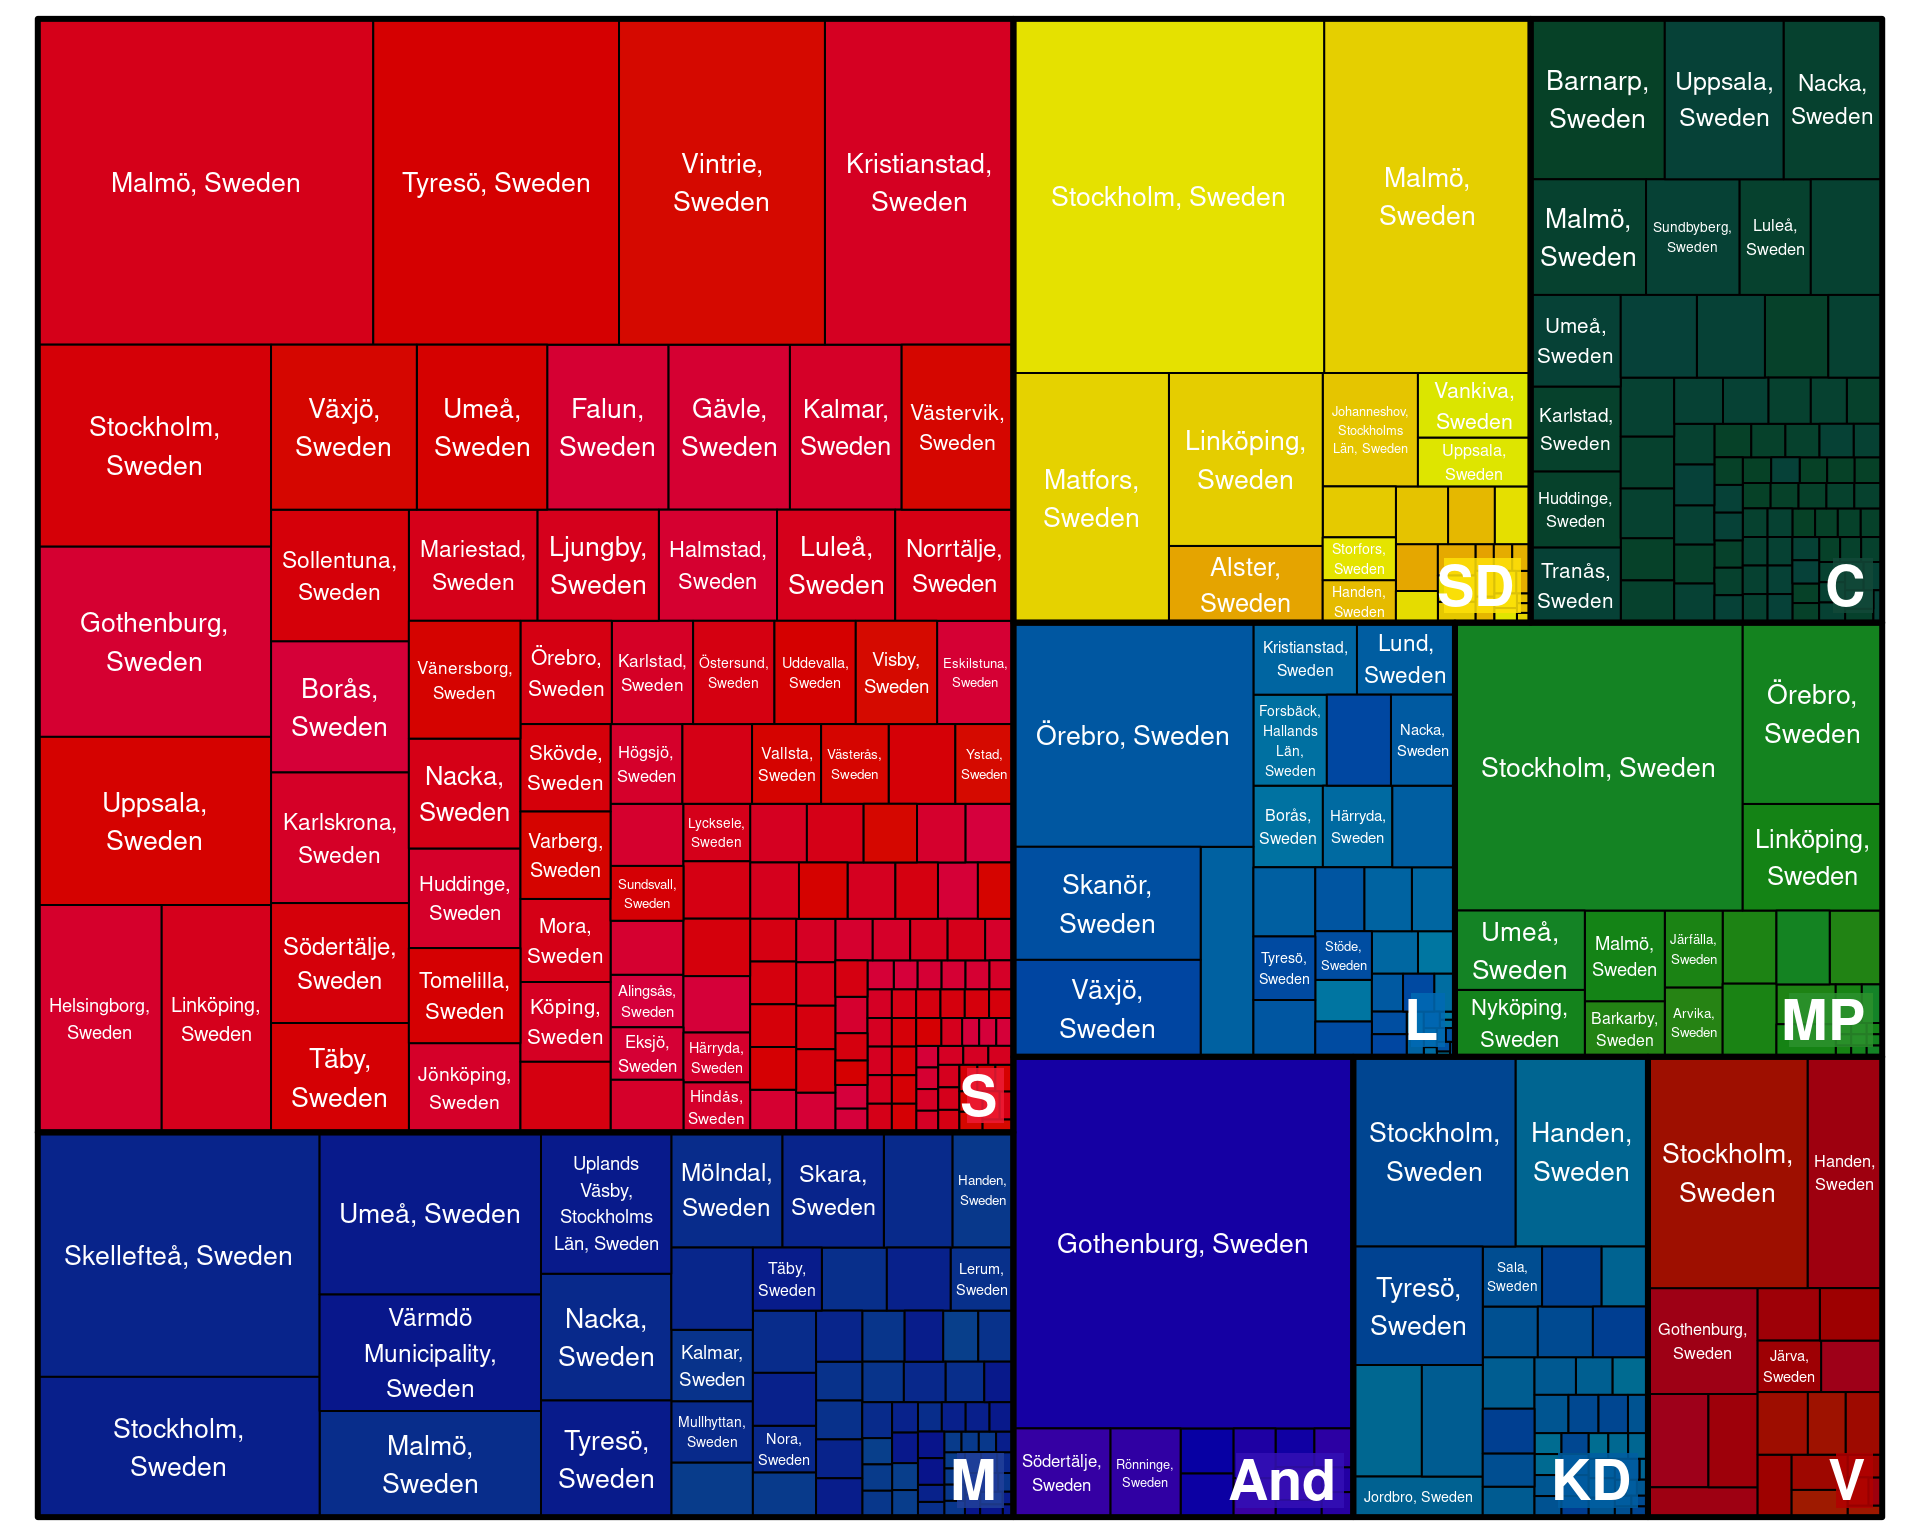 Malmö, Sweden
Tyresö, Sweden
Vintrie,
Sweden
Kristianstad,
Sweden
Stockholm,
Sweden
Växjö,
Sweden
Umeå,
Sweden
Falun,
Sweden
Gävle,
Sweden
Kalmar,
Sweden
Västervik,
Sweden
Gothenburg,
Sweden
Sollentuna,
Sweden
Mariestad,
Sweden
Ljungby,
Sweden
Halmstad,
Sweden
Luleå,
Sweden
Norrtälje,
Sweden
Borås,
Sweden
Vänersborg,
Sweden
Örebro,
Sweden
Karlstad,
Sweden
Östersund,
Sweden
Uddevalla,
Sweden
Visby,
Sweden
Eskilstuna,
Sweden
Uppsala,
Sweden
Karlskrona,
Sweden
Nacka,
Sweden
Skövde,
Sweden
Högsjö,
Sweden
Vallsta,
Sweden
Västerås,
Sweden
Ystad,
Sweden
Varberg,
Sweden
Lycksele,
Sweden
Huddinge,
Sweden
Sundsvall,
Sweden
Helsingborg,
Sweden
Linköping,
Sweden
Södertälje,
Sweden
Mora,
Sweden
Tomelilla,
Sweden
Köping,
Sweden
Alingsås,
Sweden
Täby,
Sweden
Jönköping,
Sweden
Eksjö,
Sweden
Härryda,
Sweden
Hindås,
Sweden
S
Stockholm, Sweden
Malmö,
Sweden
Matfors,
Sweden
Linköping,
Sweden
Johanneshov,
Stockholms
Län, Sweden
Vankiva,
Sweden
Uppsala,
Sweden
Alster,
Sweden
Storfors,
Sweden
Handen,
Sweden
SD
Barnarp,
Sweden
Uppsala,
Sweden
Nacka,
Sweden
Malmö,
Sweden
Sundbyberg,
Sweden
Luleå,
Sweden
Umeå,
Sweden
Karlstad,
Sweden
Huddinge,
Sweden
Tranås,
Sweden
C
Örebro, Sweden
Kristianstad,
Sweden
Lund,
Sweden
Forsbäck,
Hallands
Län,
Sweden
Nacka,
Sweden
Borås,
Sweden
Härryda,
Sweden
Skanör,
Sweden
Växjö,
Sweden
Tyresö,
Sweden
Stöde,
Sweden
L
Stockholm, Sweden
Örebro,
Sweden
Linköping,
Sweden
Umeå,
Sweden
Malmö,
Sweden
Järfälla,
Sweden
Nyköping,
Sweden
Barkarby,
Sweden
Arvika,
Sweden
MP
Skellefteå, Sweden
Umeå, Sweden
Uplands
Väsby,
Stockholms
Län, Sweden
Mölndal,
Sweden
Skara,
Sweden
Handen,
Sweden
Värmdö
Municipality,
Sweden
Nacka,
Sweden
Täby,
Sweden
Lerum,
Sweden
Kalmar,
Sweden
Stockholm,
Sweden
Malmö,
Sweden
Tyresö,
Sweden
Mullhyttan,
Sweden
Nora,
Sweden
M
Gothenburg, Sweden
Södertälje,
Sweden
Rönninge,
Sweden
And
Stockholm,
Sweden
Handen,
Sweden
Tyresö,
Sweden
Sala,
Sweden
Jordbro, Sweden
KD
Stockholm,
Sweden
Handen,
Sweden
Gothenburg,
Sweden
Järva,
Sweden
V